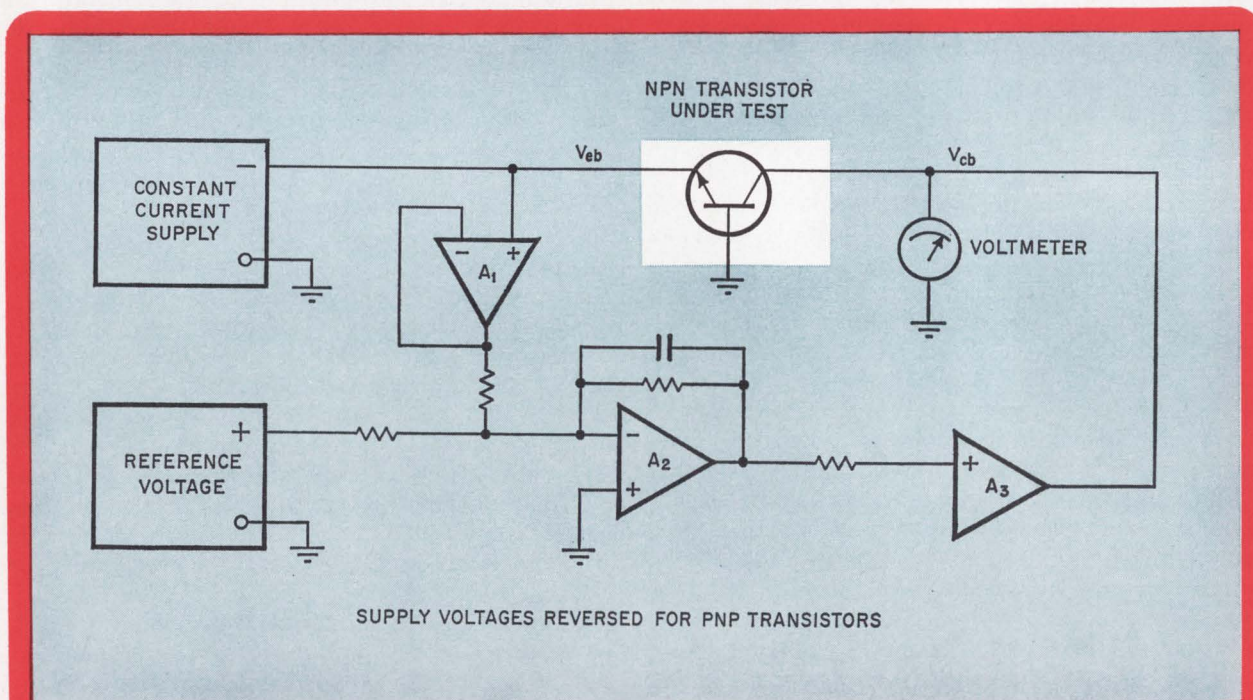 NPN TRANSISTOR
UNDER TEST
Veb
Vcb
−
CONSTANT
CURRENT
SUPPLY
− +
A1
VOLTMETER
+
REFERENCE
VOLTAGE
−
A2
+
+
A3
SUPPLY VOLTAGES REVERSED FOR PNP TRANSISTORS